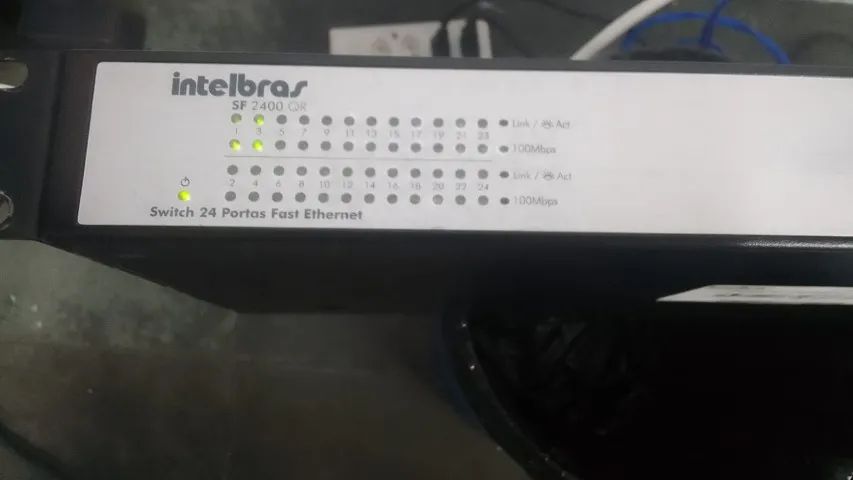 intelbras
SF 2400 QR
1 3 5 7 9 11 13 15 17 19 21 23
Link / Act
100Mbps
Link / Act
2 4 6 8 10 12 14 16 18 20 22 24
100Mbps
Switch 24 Portas Fast Ethernet